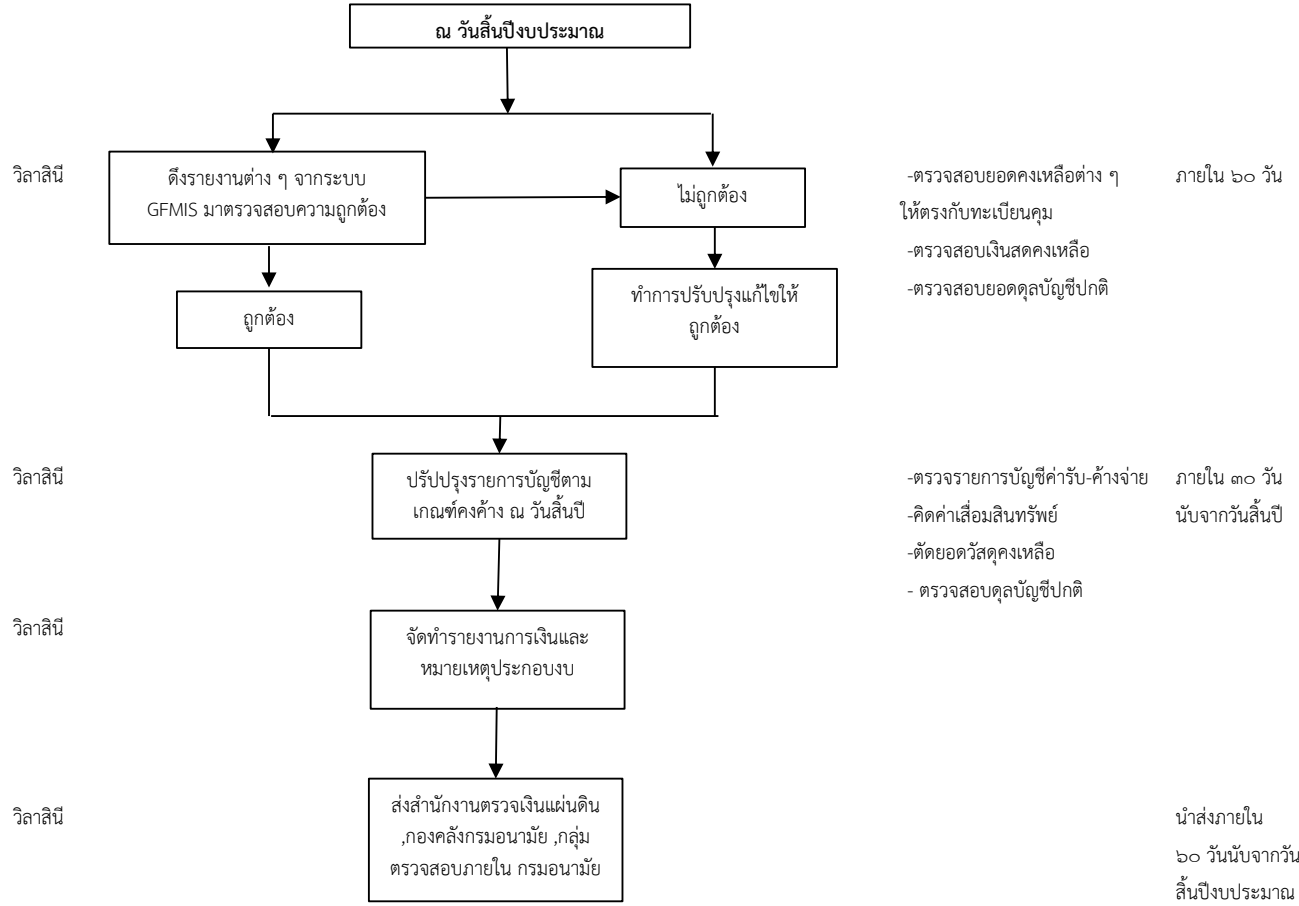 ณ วันสิ้นปีงบประมาณ
วิลาสินี
ดึงรายงานต่าง ๆ จากระบบ
GFMIS มาตรวจสอบความถูกต้อง
ไม่ถูกต้อง
-ตรวจสอบยอดคงเหลือต่าง ๆ
ให้ตรงกับทะเบียนคุม
-ตรวจสอบเงินสดคงเหลือ
-ตรวจสอบยอดดุลบัญชีปกติ
ภายใน ๖๐ วัน
ถูกต้อง
ทำการปรับปรุงแก้ไขให้
ถูกต้อง
วิลาสินี
ปรัปปรุงรายการบัญชีตาม
เกณฑ์คงค้าง ณ วันสิ้นปี
-ตรวจรายการบัญชีค่ารับ-ค้างจ่าย
-คิดค่าเสื่อมสินทรัพย์
-ตัดยอดวัสดุคงเหลือ
- ตรวจสอบดุลบัญชีปกติ
ภายใน ๓๐ วัน
นับจากวันสิ้นปี
วิลาสินี
จัดทำรายงานการเงินและ
หมายเหตุประกอบงบ
วิลาสินี
ส่งสำนักงานตรวจเงินแผ่นดิน
,กองคลังกรมอนามัย ,กลุ่ม
ตรวจสอบภายใน กรมอนามัย
นำส่งภายใน
๖๐ วันนับจากวัน
สิ้นปีงบประมาณ